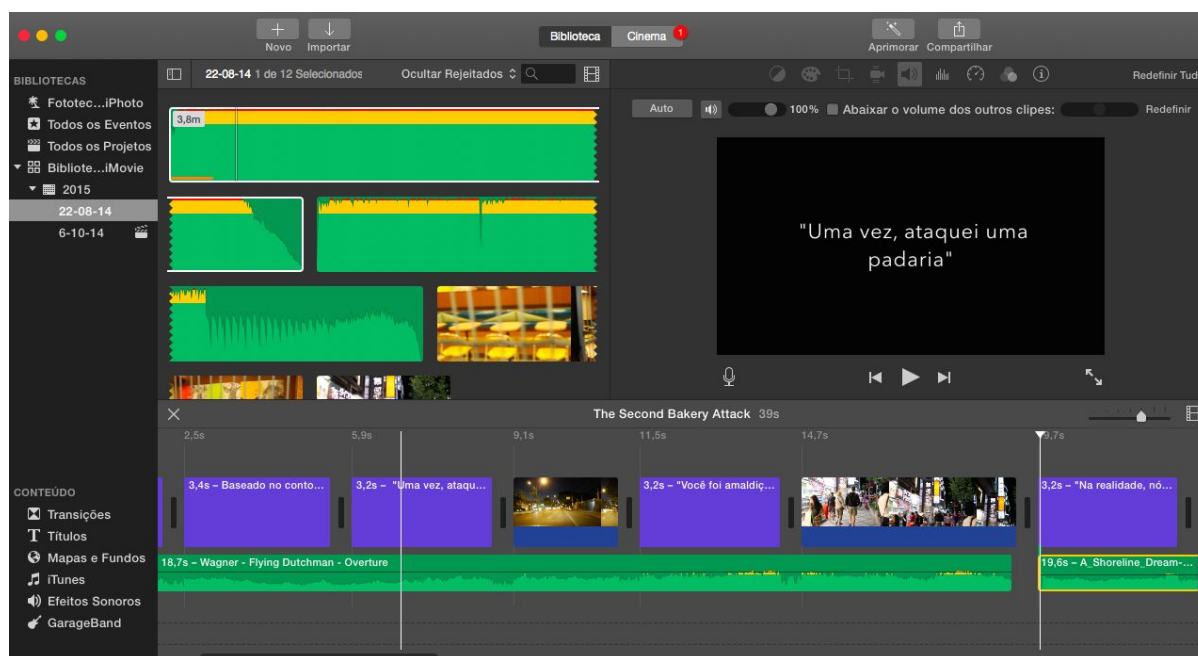 Novo
Importar
Biblioteca
Cinema
1
Aprimorar
Compartilhar
BIBLIOTECAS
Fototec...iPhoto
Todos os Eventos
Todos os Projetos
Bibliote...iMovie
2015
22-08-14
6-10-14
22-08-14 1 de 12 Selecionados
Ocultar Rejeitados
3,8m
Redefinir Tud
Auto
100%
Abaixar o volume dos outros clipes:
Redefinir
"Uma vez, ataquei uma
padaria"
The Second Bakery Attack 39s
2,5s
5,9s
9,1s
11,5s
14,7s
9,7s
3,4s – Baseado no conto...
3,2s – "Uma vez, ataqu...
3,2s – "Você foi amaldiç...
3,2s – "Na realidade, nó...
18,7s – Wagner - Flying Dutchman - Overture
19,6s – A_Shoreline_Dream-...
CONTEÚDO
Transições
Títulos
Mapas e Fundos
iTunes
Efeitos Sonoros
GarageBand